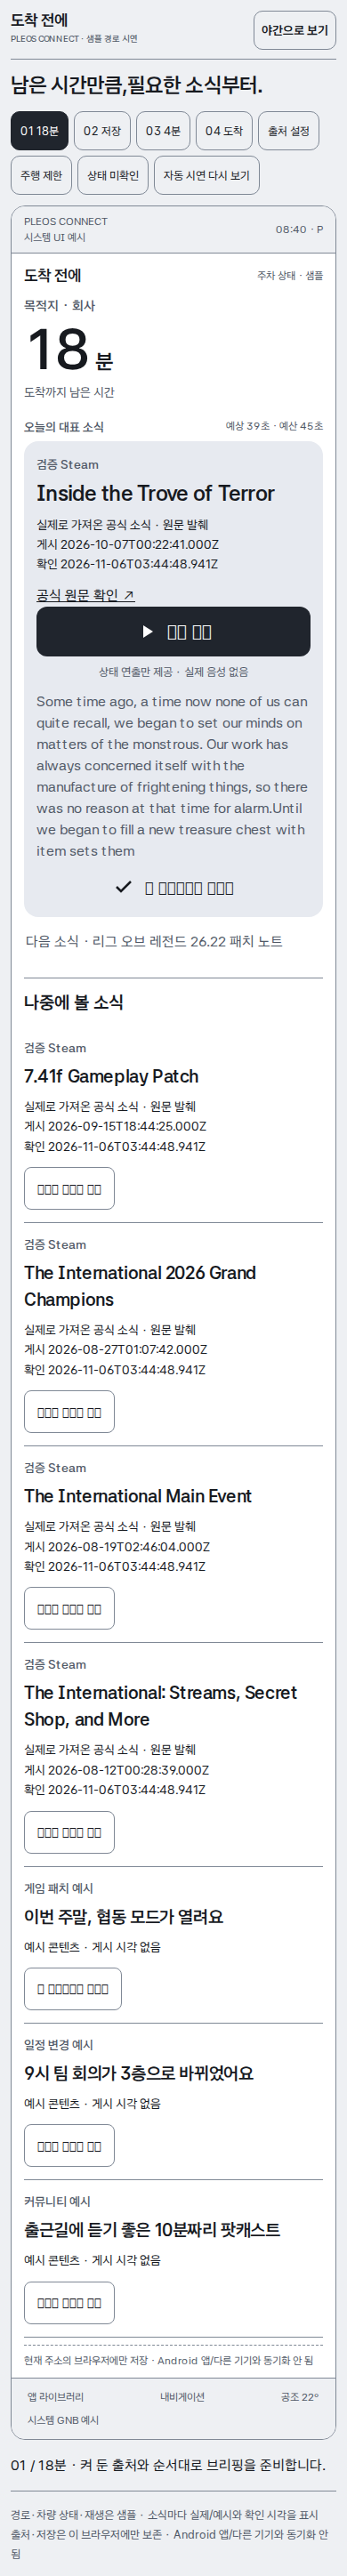 도착 전에
PLEOS CONNECT · 샘플 경로 시연
야간으로 보기
남은 시간만큼,필요한 소식부터.
01 18분
02 저장
03 4분
04 도착
출처 설정
주행 제한
상태 미확인
자동 시연 다시 보기
PLEOS CONNECT
시스템 UI 예시
08:40 · P
도착 전에
주차 상태 · 샘플
목적지 · 회사
18 분
도착까지 남은 시간
오늘의 대표 소식
예상 39초 · 예산 45초
검증 Steam
Inside the Trove of Terror
실제로 가져온 공식 소식 · 원문 발췌
게시 2026-10-07T00:22:41.000Z
확인 2026-11-06T03:44:48.941Z
공식 원문 확인 ↗
상태 연출만 제공 · 실제 음성 없음
Some time ago, a time now none of us can
quite recall, we began to set our minds on
matters of the monstrous. Our work has
always concerned itself with the
manufacture of frightening things, so there
was no reason at that time for alarm.Until
we began to fill a new treasure chest with
item sets them
다음 소식 · 리그 오브 레전드 26.22 패치 노트
나중에 볼 소식
검증 Steam
7.41f Gameplay Patch
실제로 가져온 공식 소식 · 원문 발췌
게시 2026-09-15T18:44:25.000Z
확인 2026-11-06T03:44:48.941Z
검증 Steam
The International 2026 Grand
Champions
실제로 가져온 공식 소식 · 원문 발췌
게시 2026-08-27T01:07:42.000Z
확인 2026-11-06T03:44:48.941Z
검증 Steam
The International Main Event
실제로 가져온 공식 소식 · 원문 발췌
게시 2026-08-19T02:46:04.000Z
확인 2026-11-06T03:44:48.941Z
검증 Steam
The International: Streams, Secret
Shop, and More
실제로 가져온 공식 소식 · 원문 발췌
게시 2026-08-12T00:28:39.000Z
확인 2026-11-06T03:44:48.941Z
게임 패치 예시
이번 주말, 협동 모드가 열려요
예시 콘텐츠 · 게시 시각 없음
일정 변경 예시
9시 팀 회의가 3층으로 바뀌었어요
예시 콘텐츠 · 게시 시각 없음
커뮤니티 예시
출근길에 듣기 좋은 10분짜리 팟캐스트
예시 콘텐츠 · 게시 시각 없음
현재 주소의 브라우저에만 저장 · Android 앱/다른 기기와 동기화 안 됨
앱 라이브러리
내비게이션
공조 22°
시스템 GNB 예시
01 / 18분 · 켜 둔 출처와 순서대로 브리핑을 준비합니다.
경로·차량 상태·재생은 샘플 · 소식마다 실제/예시와 확인 시각을 표시
출처·저장은 이 브라우저에만 보존 · Android 앱/다른 기기와 동기화 안
됨